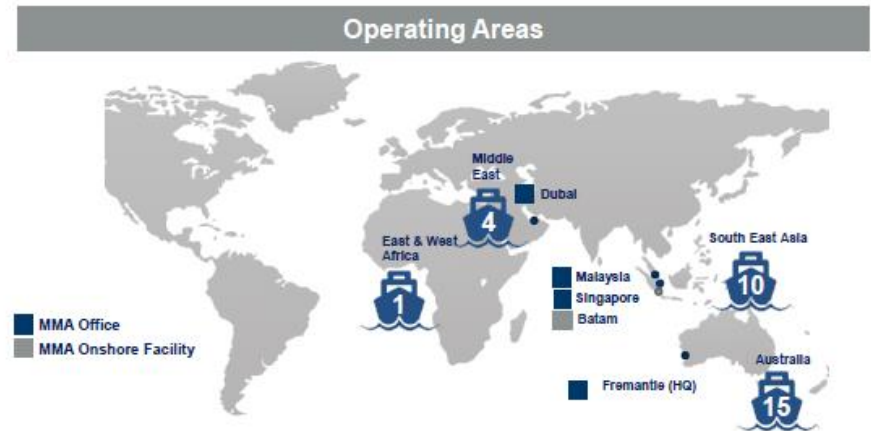 Operating Areas
Middle
East
4
Dubai
East & West
Africa
1
South East Asia
10
Malaysia
Singapore
Batam
MMA Office
MMA Onshore Facility
Australia
15
Fremantle (HQ)